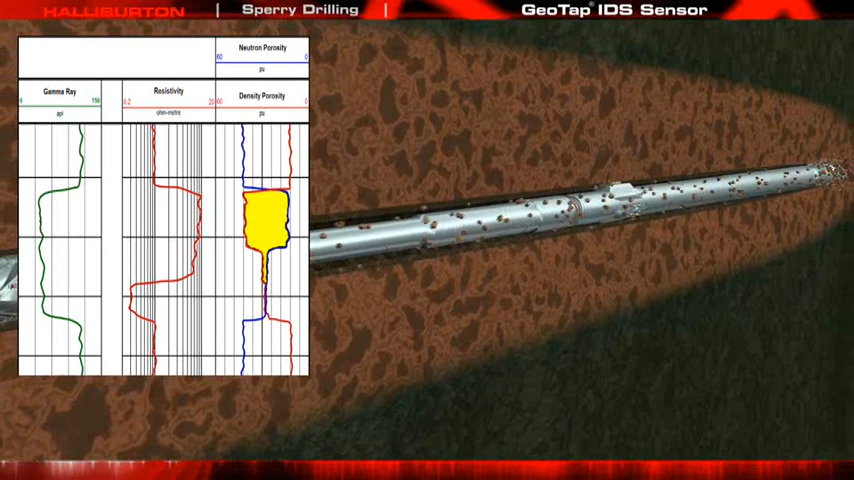 HALLIBURTON | Sperry Drilling | GeoTap® IDS Sensor
Neutron Porosity
60 0
pu
Gamma Ray Resistivity Density Porosity
0 150 0.2 20 60 0
api ohm-metre pu